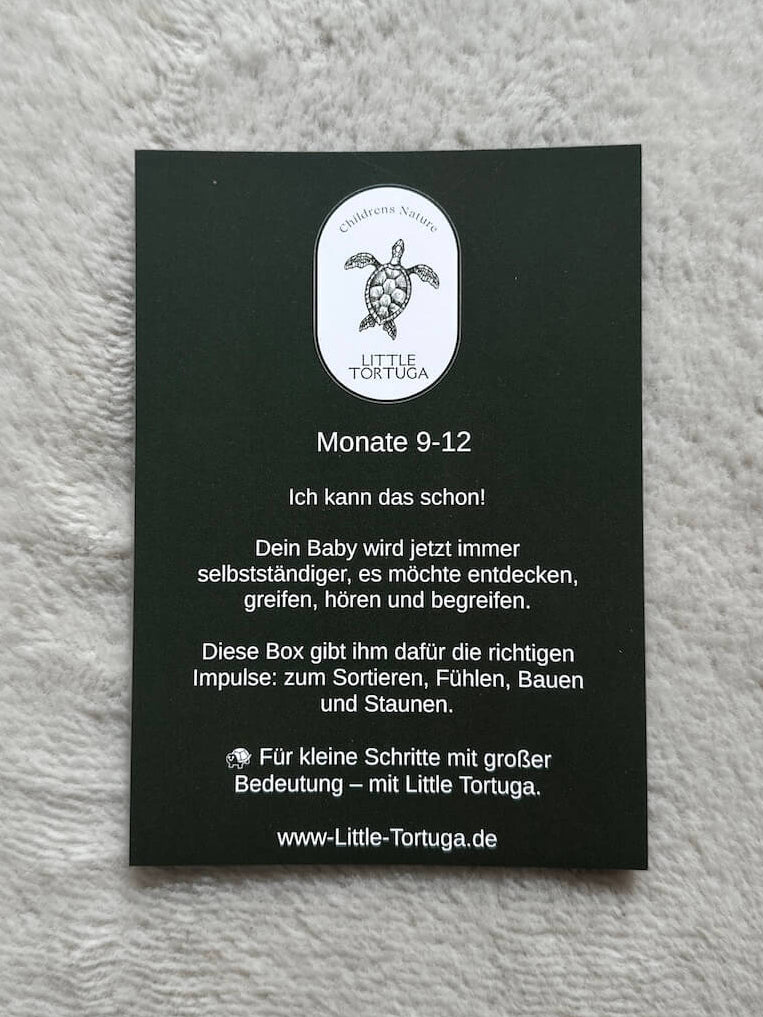 Childrens Nature
LITTLE
TORTUGA
Monate 9-12
Ich kann das schon!
Dein Baby wird jetzt immer
selbstständiger, es möchte entdecken,
greifen, hören und begreifen.
Diese Box gibt ihm dafür die richtigen
Impulse: zum Sortieren, Fühlen, Bauen
und Staunen.
🐢 Für kleine Schritte mit großer
Bedeutung – mit Little Tortuga.
www-Little-Tortuga.de